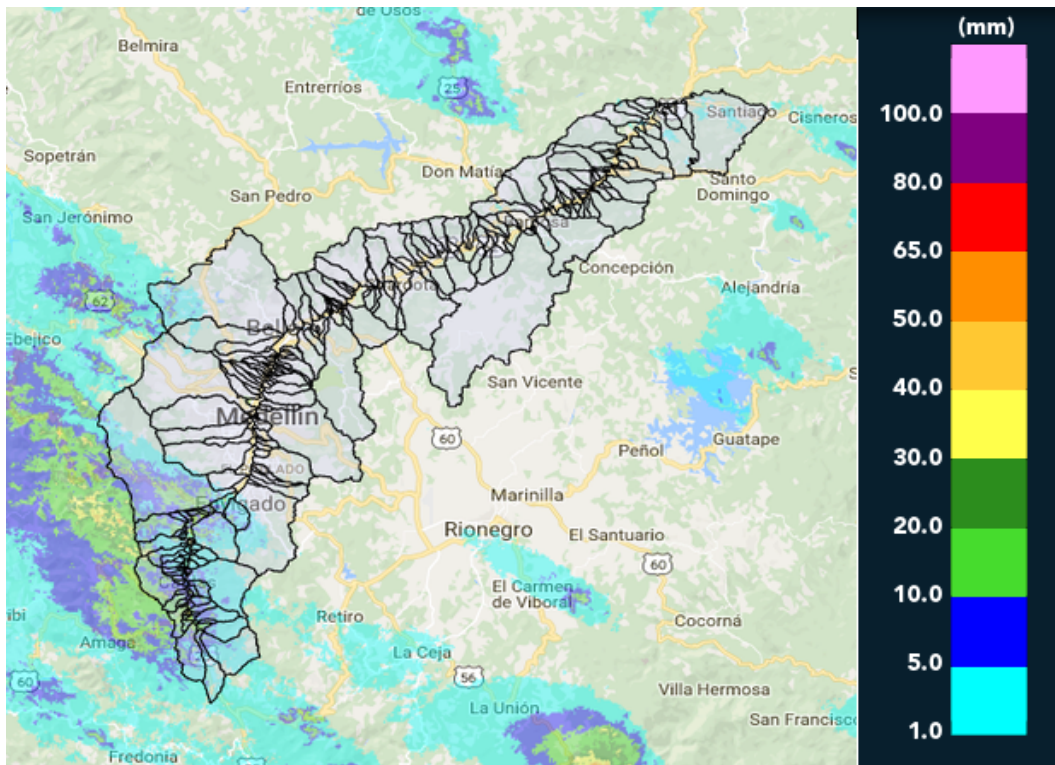 de Osos
Belmira
Entrerríos
25
Santiago
Cisneros
Sopetrán
Don Matía
San Pedro
Santo
Domingo
San Jerónimo
Concepción
Alejandría
62
Bello
Ebejico
San Vicente
Medellín
60
Guatape
Peñol
Envigado
Marinilla
Rionegro
El Santuario
60
El Carmen
de Viboral
Retiro
Cocorná
Amagá
La Ceja
60
56
Villa Hermosa
La Unión
San Francisco
Fredonia
(mm)
100.0
80.0
65.0
50.0
40.0
30.0
20.0
10.0
5.0
1.0